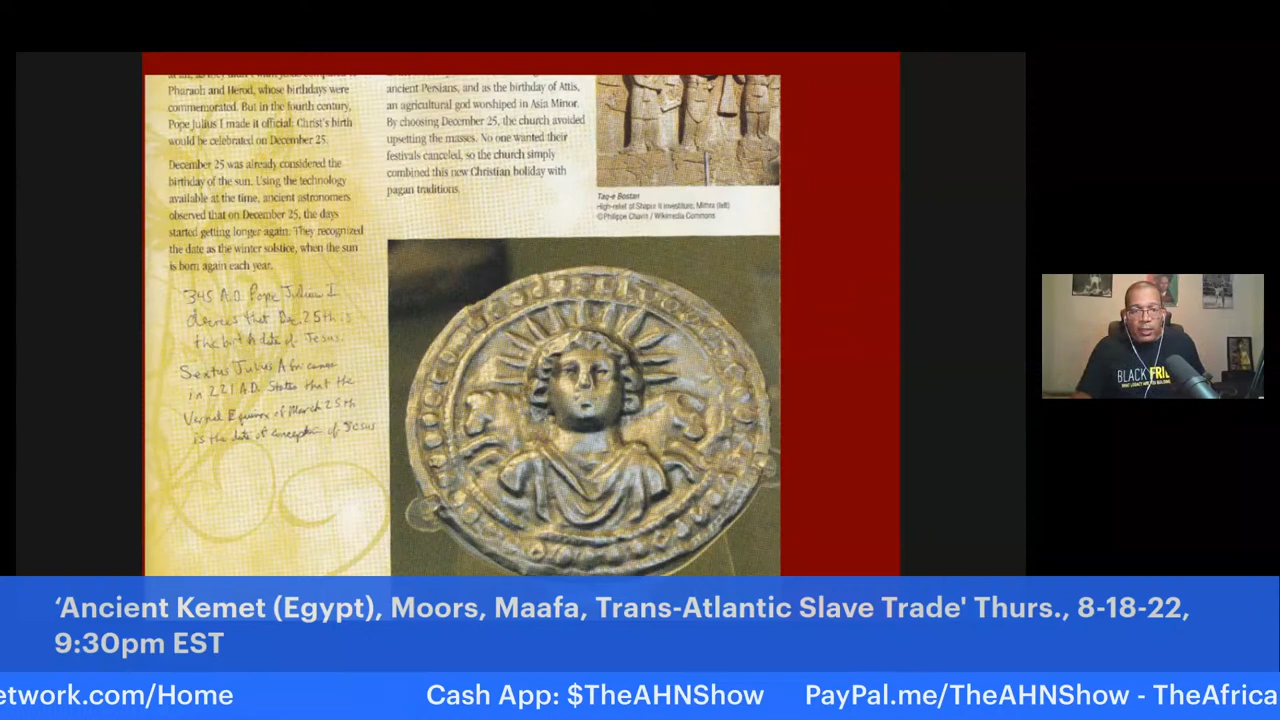 Pharaoh and Herod, whose birthdays were
commemorated. But in the fourth century,
Pope Julius I made it official: Christ's birth
would be celebrated on December 25.
December 25 was already considered the
birthday of the sun. Using the technology
available at the time, ancient astronomers
observed that on December 25, the days
started getting longer again. They recognized
the date as the winter solstice, when the sun
is born again each year.
345 A.D. Pope Julian I
decrees that Dec. 25th is
the birth date of Jesus.
Sextus Julius Africanus
in 221 A.D. States that the
Vernal Equinox of March 25th
is the date of conception of Jesus
ancient Persians, and as the birthday of Attis,
an agricultural god worshiped in Asia Minor.
By choosing December 25, the church avoided
upsetting the masses. No one wanted their
festivals canceled, so the church simply
combined this new Christian holiday with
pagan traditions.
Taq-e Bostan
High-relief of Shapur II investiture, Mithra (left)
©Philippe Chavin / Wikimedia Commons
BLACK FRI
‘Ancient Kemet (Egypt), Moors, Maafa, Trans-Atlantic Slave Trade' Thurs., 8-18-22,
9:30pm EST
etwork.com/Home Cash App: $TheAHNShow PayPal.me/TheAHNShow - TheAfrica